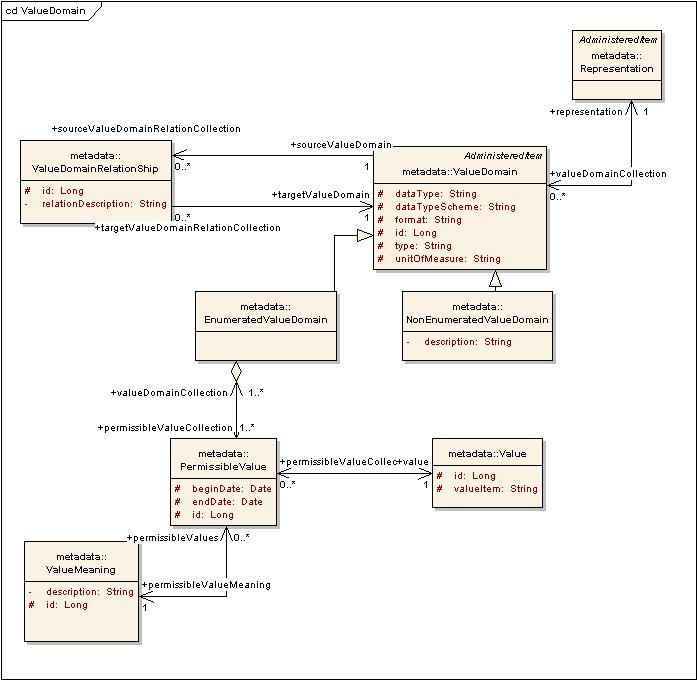 cd ValueDomain
AdministeredItem
metadata::
Representation
+representation
1
+sourceValueDomainRelationCollection
+sourceValueDomain
0..*
1
metadata::
ValueDomainRelationShip
# id: Long
- relationDescription: String
AdministeredItem
metadata::ValueDomain
# dataType: String
# dataTypeScheme: String
# format: String
# id: Long
# type: String
# unitOfMeasure: String
+valueDomainCollection
0..*
+targetValueDomain
0..*
1
+targetValueDomainRelationCollection
metadata::
EnumeratedValueDomain
metadata::
NonEnumeratedValueDomain
- description: String
+valueDomainCollection
1..*
+permissibleValueCollection
1..*
metadata::
PermissibleValue
# beginDate: Date
# endDate: Date
# id: Long
+permissibleValueCollec+value
0..*
1
metadata::Value
# id: Long
# valueItem: String
+permissibleValues
0..*
metadata::
ValueMeaning
- description: String
# id: Long
+permissibleValueMeaning
1